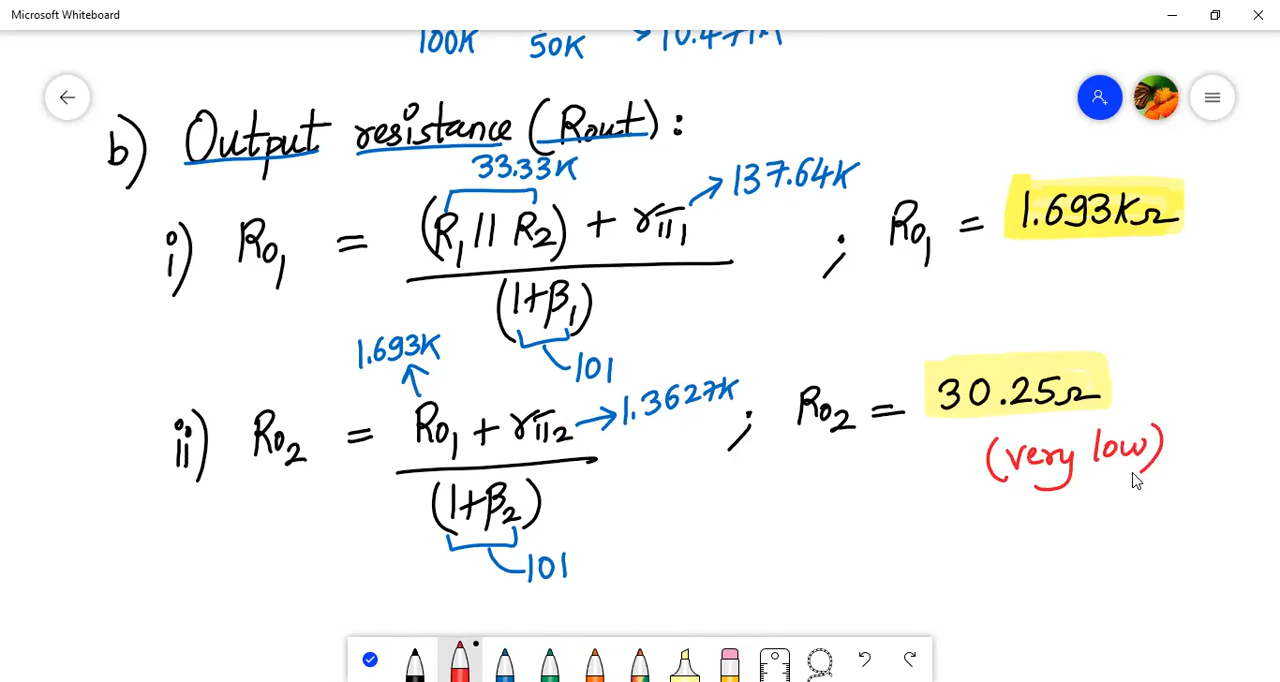 Microsoft Whiteboard
100K 50K
b) Output resistance (Rout):
33.33K
137.64K
i) Ro1 = (R1 || R2) + rπ1 / (1+β1) ; Ro1 = 1.693KΩ
101
1.693K
1.3627K
ii) Ro2 = Ro1 + rπ2 / (1+β2) ; Ro2 = 30.25Ω
(very low)
101